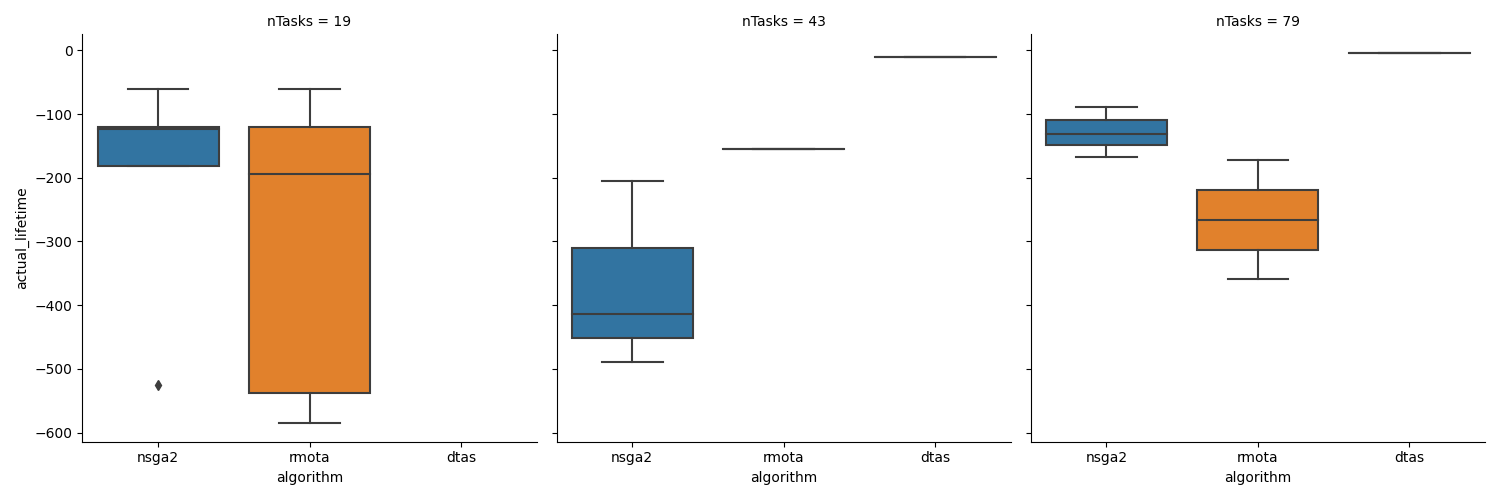 nTasks = 19
nTasks = 43
nTasks = 79
actual_lifetime
0
−100
−200
−300
−400
−500
−600
nsga2 rmota dtas
nsga2 rmota dtas
nsga2 rmota dtas
algorithm
algorithm
algorithm